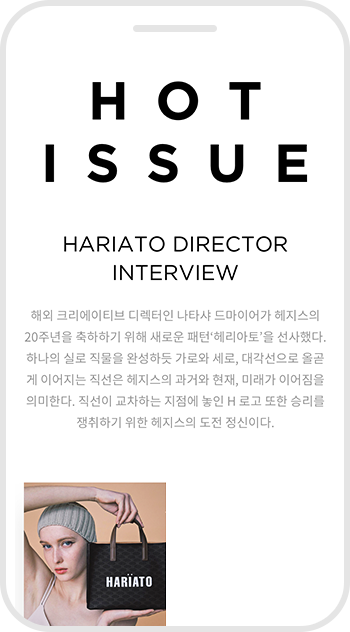 HOT
ISSUE
HARIATO DIRECTOR
INTERVIEW
해외 크리에이티브 디렉터인 나타샤 드마이어가 헤지스의
20주년을 축하하기 위해 새로운 패턴‘헤리아토’을 선사했다.
하나의 실로 직물을 완성하듯 가로와 세로, 대각선으로 올곧
게 이어지는 직선은 헤지스의 과거와 현재, 미래가 이어짐을
의미한다. 직선이 교차하는 지점에 놓인 H 로고 또한 승리를
쟁취하기 위한 헤지스의 도전 정신이다.
HARÏATO